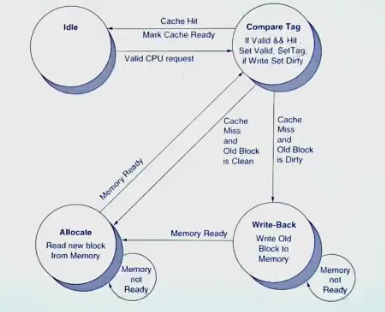 Idle
Cache Hit
Mark Cache Ready
Valid CPU request
Compare Tag
If Valid && Hit
Set Valid, SetTag,
if Write Set Dirty
Cache
Miss
and
Old Block
is Clean
Cache
Miss
and
Old Block
is Dirty
Memory Ready
Allocate
Read new block
from Memory
Memory Ready
Write-Back
Write Old
Block to
Memory
Memory
not
Ready
Memory
not
Ready